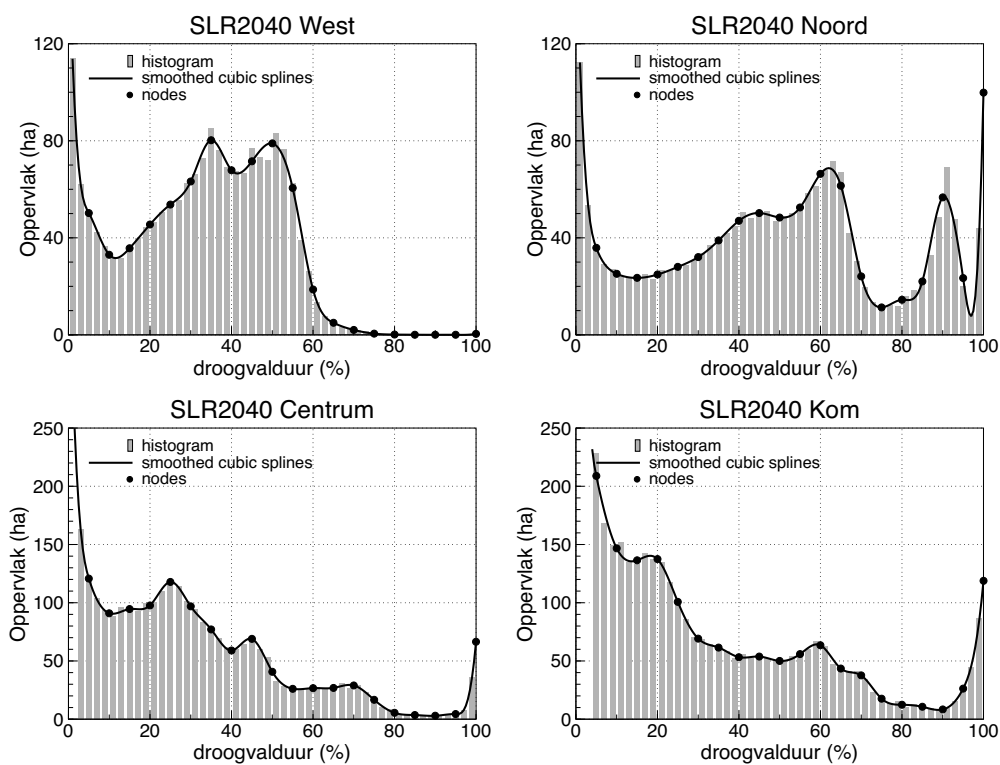 SLR2040 West
120
80
40
0
Oppervlak (ha)
histogram
smoothed cubic splines
nodes
0 20 40 60 80 100
droogvalduur (%)
SLR2040 Noord
120
80
40
0
Oppervlak (ha)
histogram
smoothed cubic splines
nodes
0 20 40 60 80 100
droogvalduur (%)
SLR2040 Centrum
250
200
150
100
50
0
Oppervlak (ha)
histogram
smoothed cubic splines
nodes
0 20 40 60 80 100
droogvalduur (%)
SLR2040 Kom
250
200
150
100
50
0
Oppervlak (ha)
histogram
smoothed cubic splines
nodes
0 20 40 60 80 100
droogvalduur (%)